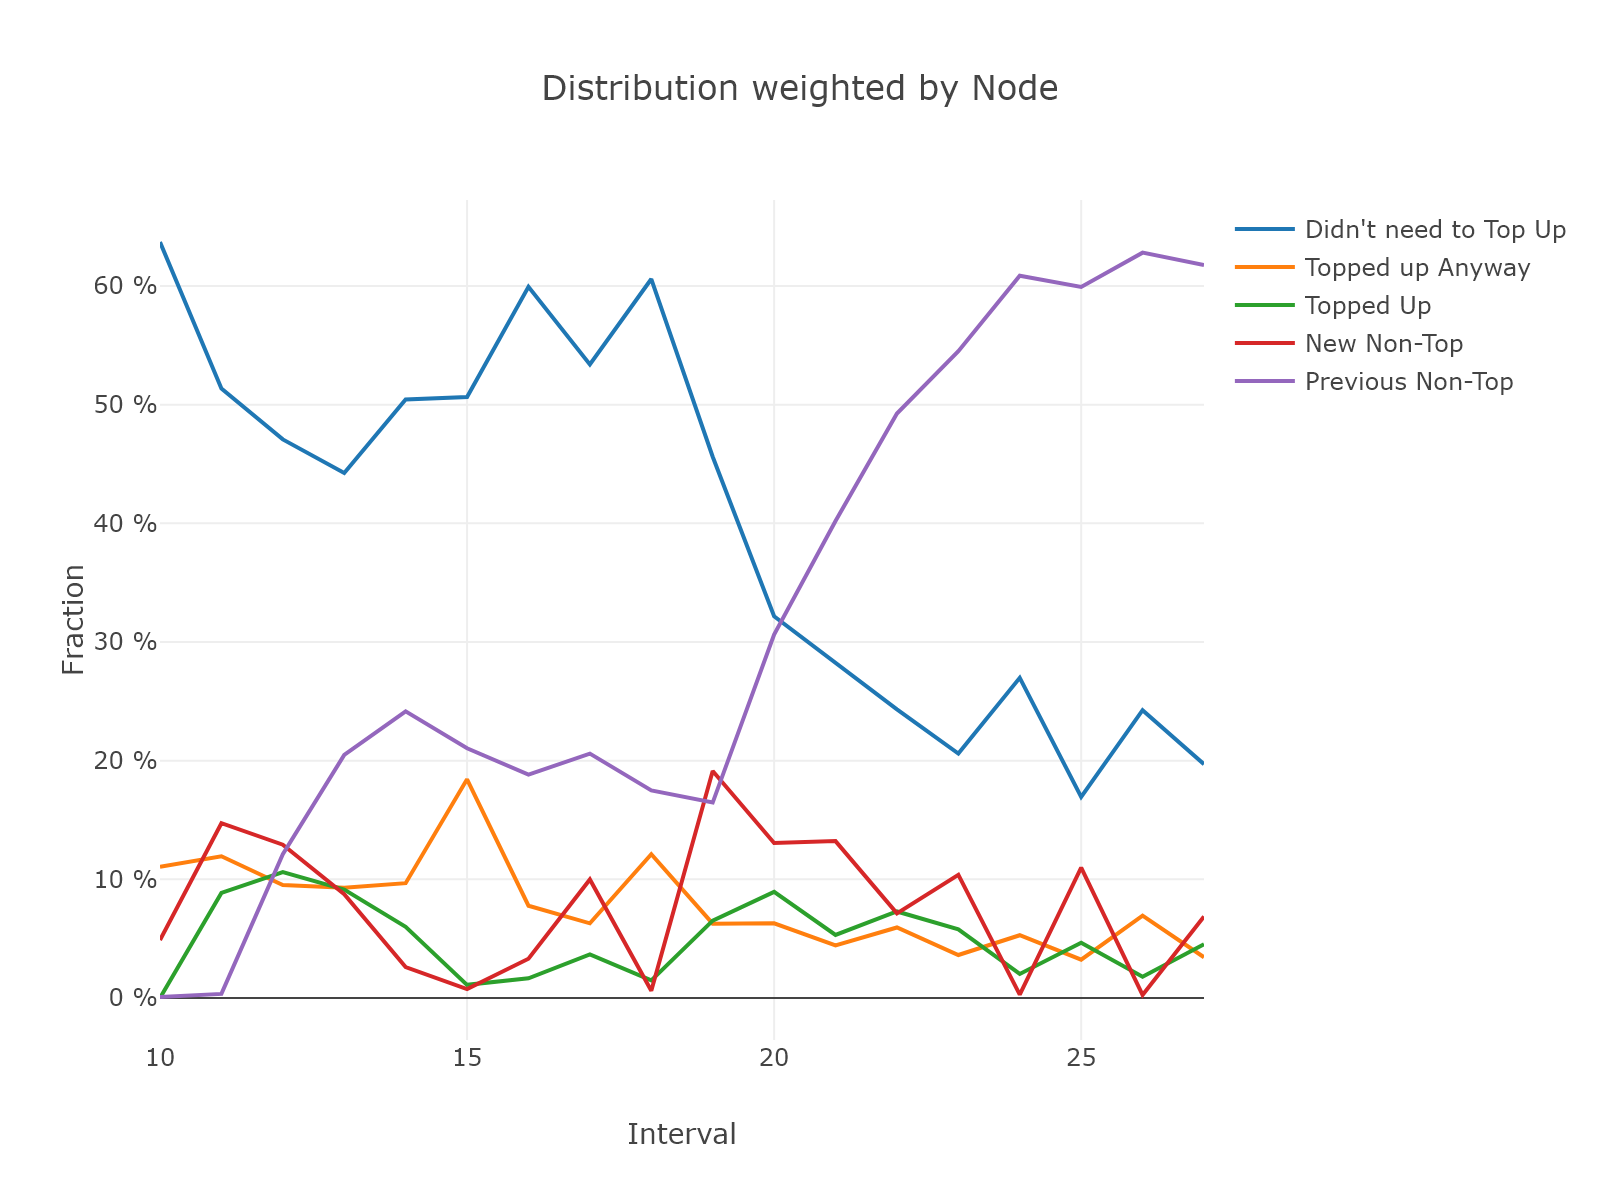 Distribution weighted by Node
Didn't need to Top Up
Topped up Anyway
Topped Up
New Non-Top
Previous Non-Top
60 %
50 %
40 %
30 %
20 %
10 %
0 %
Fraction
10 15 20 25
Interval